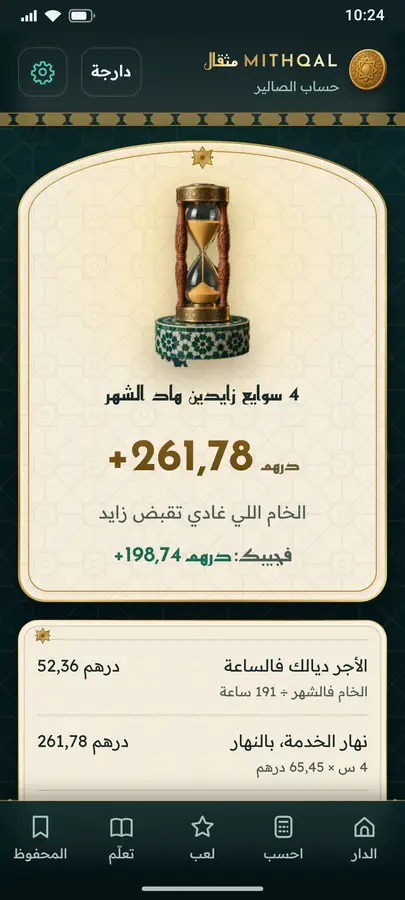 10:24
MITHQAL مثقال
حساب الصالير
دارجة
4 سوايع زايدين هاد الشهر
+261,78 درهم
الخام اللي غادي تقبض زايد
فجيبك: درهم 198,74+
الأجر ديالك فالساعة درهم 52,36
الخام فالشهر ÷ 191 ساعة
نهار الخدمة، بالنهار درهم 261,78
4 س × 65,45 درهم
الدار
احسب
لعب
تعلّم
المحفوظ